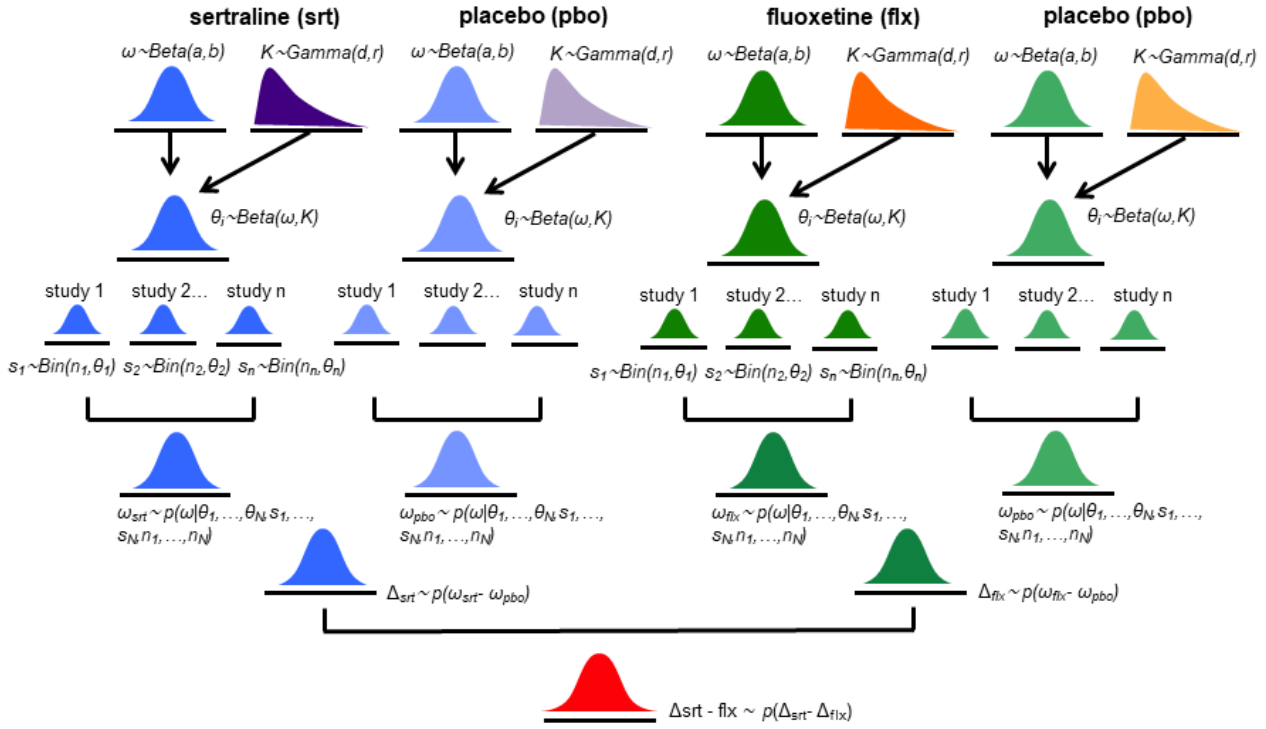 sertraline (srt) placebo (pbo) fluoxetine (flx) placebo (pbo)
ω~Beta(a,b) K~Gamma(d,r) ω~Beta(a,b) K~Gamma(d,r) ω~Beta(a,b) K~Gamma(d,r) ω~Beta(a,b) K~Gamma(d,r)
θi~Beta(ω,K) θi~Beta(ω,K) θi~Beta(ω,K) θi~Beta(ω,K)
study 1 study 2... study n study 1 study 2... study n study 1 study 2... study n study 1 study 2... study n
s1~Bin(n1,θ1) s2~Bin(n2,θ2) sn~Bin(nn,θn) s1~Bin(n1,θ1) s2~Bin(n2,θ2) sn~Bin(nn,θn)
ωsrt~ p(ω|θ1,...,θN,s1,..., ωpbo~ p(ω|θ1,...,θN,s1,..., ωflx~ p(ω|θ1,...,θN,s1,..., ωpbo~ p(ω|θ1,...,θN,s1,...,
sN,n1,...,nN) sN,n1,...,nN) sN,n1,...,nN) sN,n1,...,nN)
Δsrt~ p(ωsrt- ωpbo) Δflx~ p(ωflx- ωpbo)
Δsrt - flx ~ p(Δsrt- Δflx)